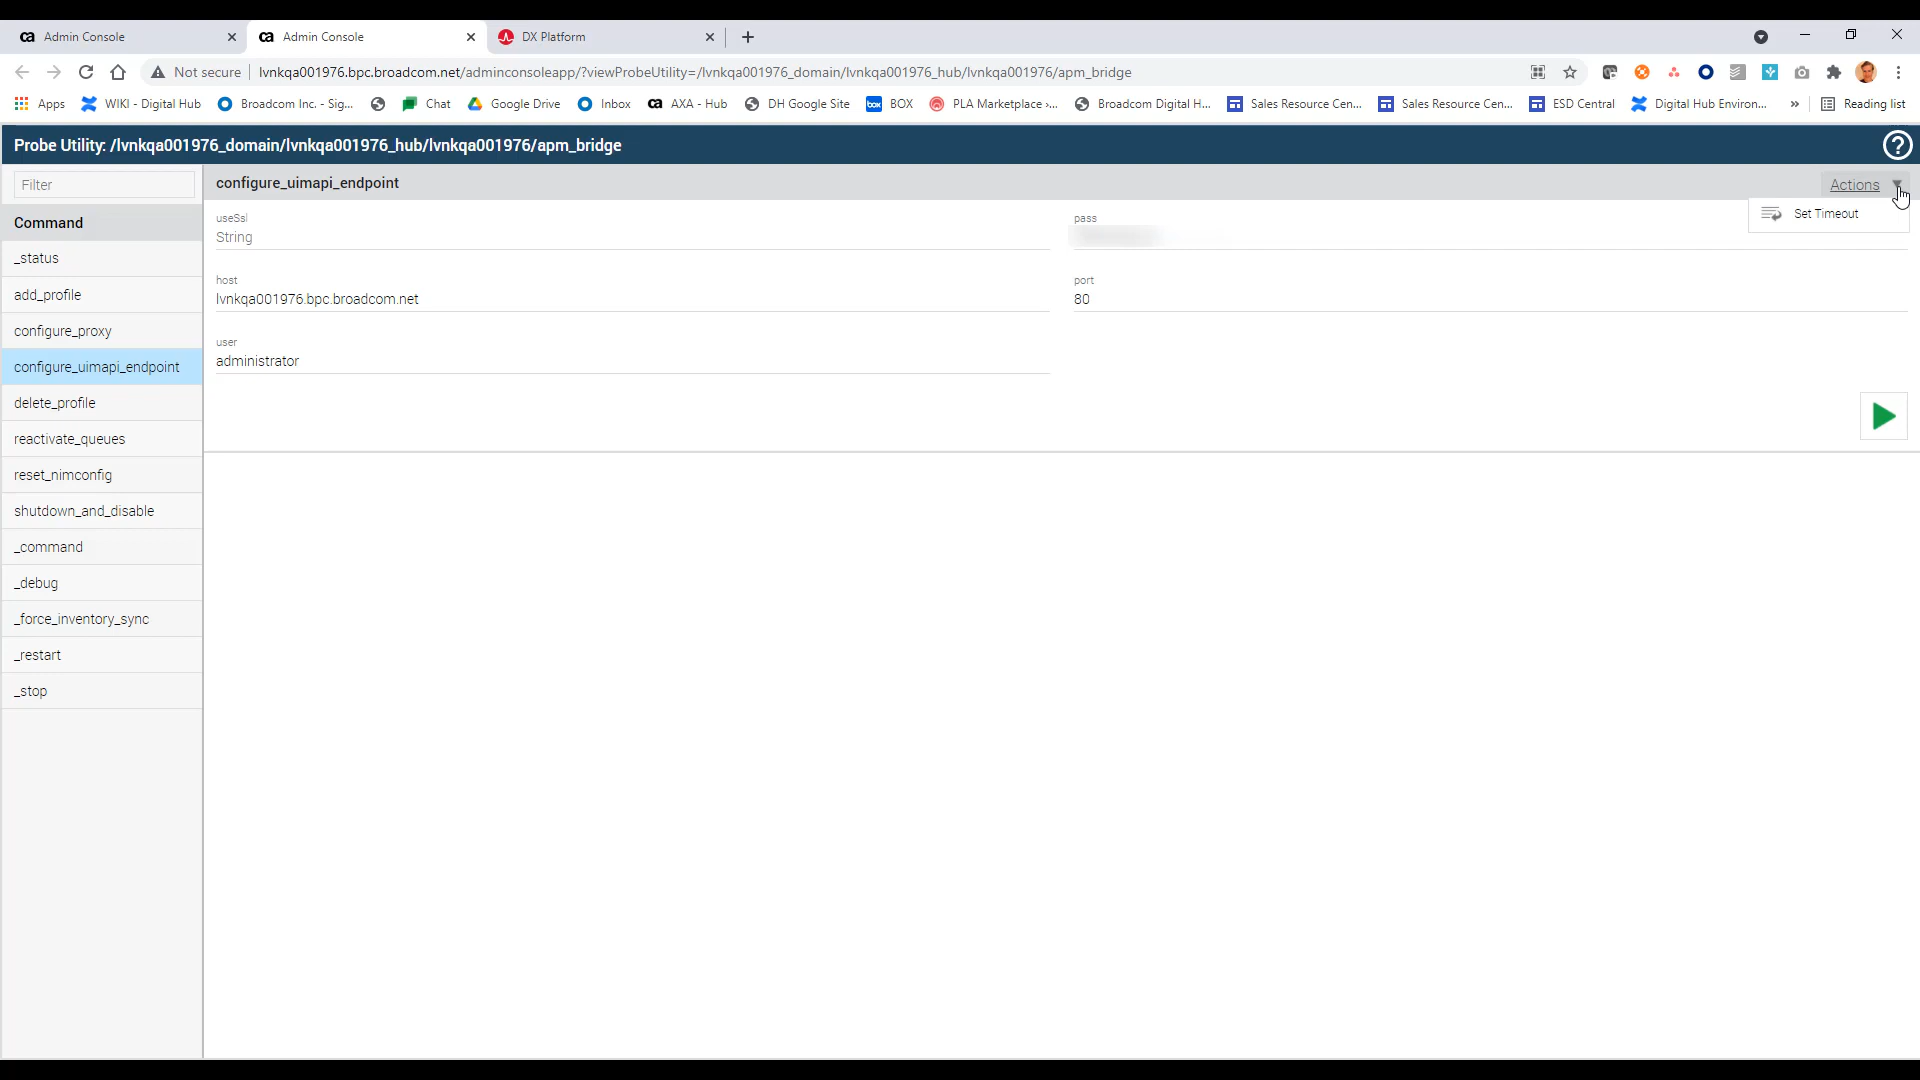 ca Admin Console
ca Admin Console
DX Platform
Not secure
lvnkqa001976.bpc.broadcom.net/adminconsoleapp/?viewProbeUtility=/lvnkqa001976_domain/lvnkqa001976_hub/lvnkqa001976/apm_bridge
Apps
WIKI - Digital Hub
Broadcom Inc. - Sig...
Chat
Google Drive
Inbox
ca AXA - Hub
DH Google Site
box BOX
PLA Marketplace ›...
Broadcom Digital H...
Sales Resource Cen...
Sales Resource Cen...
ESD Central
Digital Hub Environ...
»
Reading list
Probe Utility: /lvnkqa001976_domain/lvnkqa001976_hub/lvnkqa001976/apm_bridge
?
Filter
configure_uimapi_endpoint
Actions
Set Timeout
Command
_status
add_profile
configure_proxy
configure_uimapi_endpoint
delete_profile
reactivate_queues
reset_nimconfig
shutdown_and_disable
_command
_debug
_force_inventory_sync
_restart
_stop
useSsl
String
pass
host
lvnkqa001976.bpc.broadcom.net
port
80
user
administrator